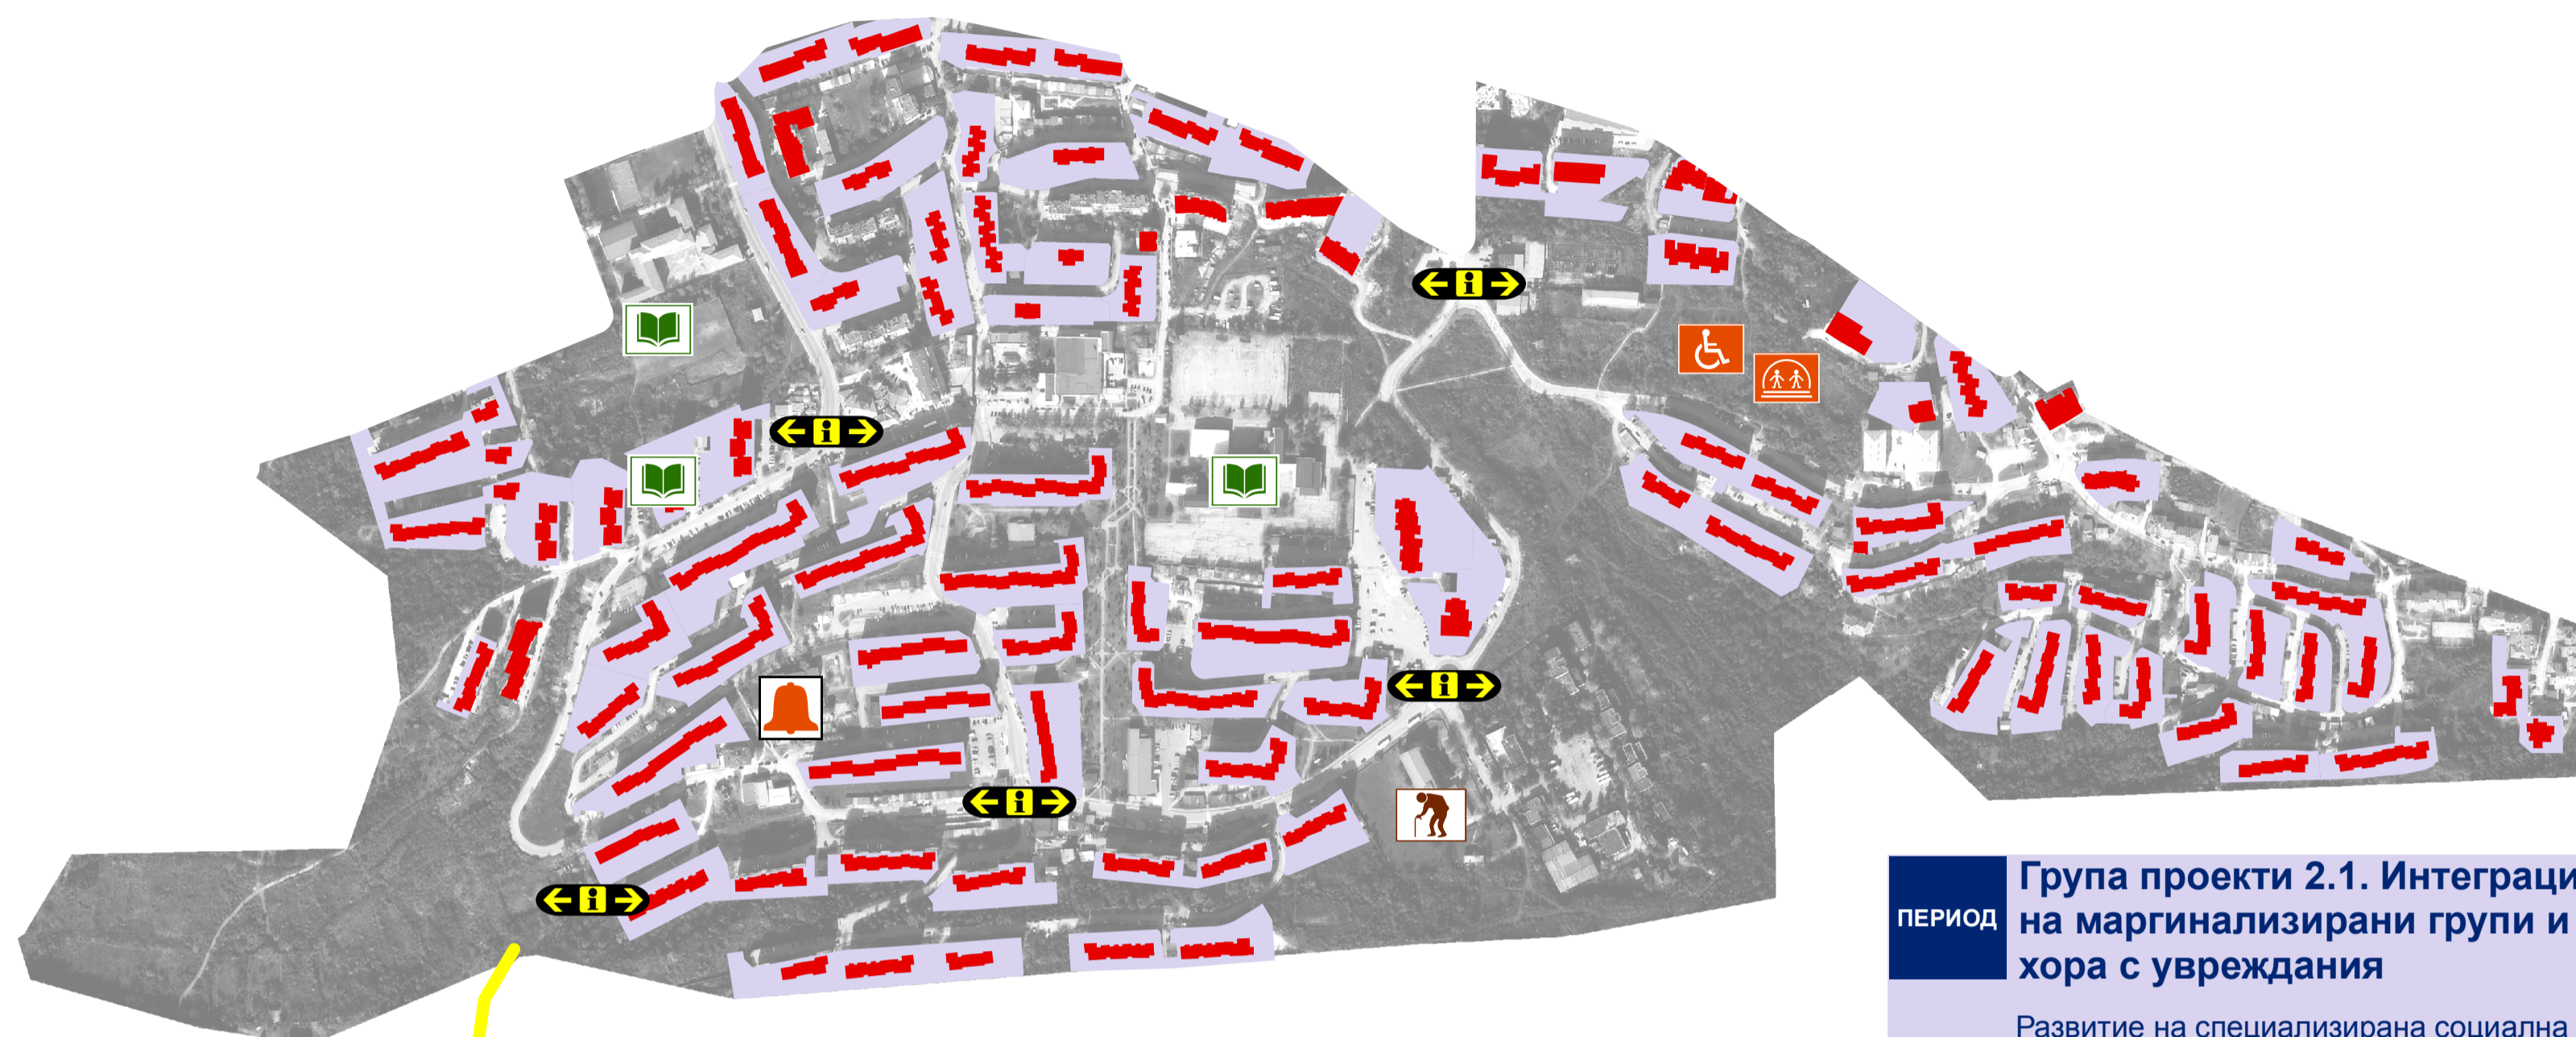 ПЕРИОД
Група проекти 2.1. Интеграци
на маргинализирани групи и
хора с увреждания
Развитие на специализирана социална